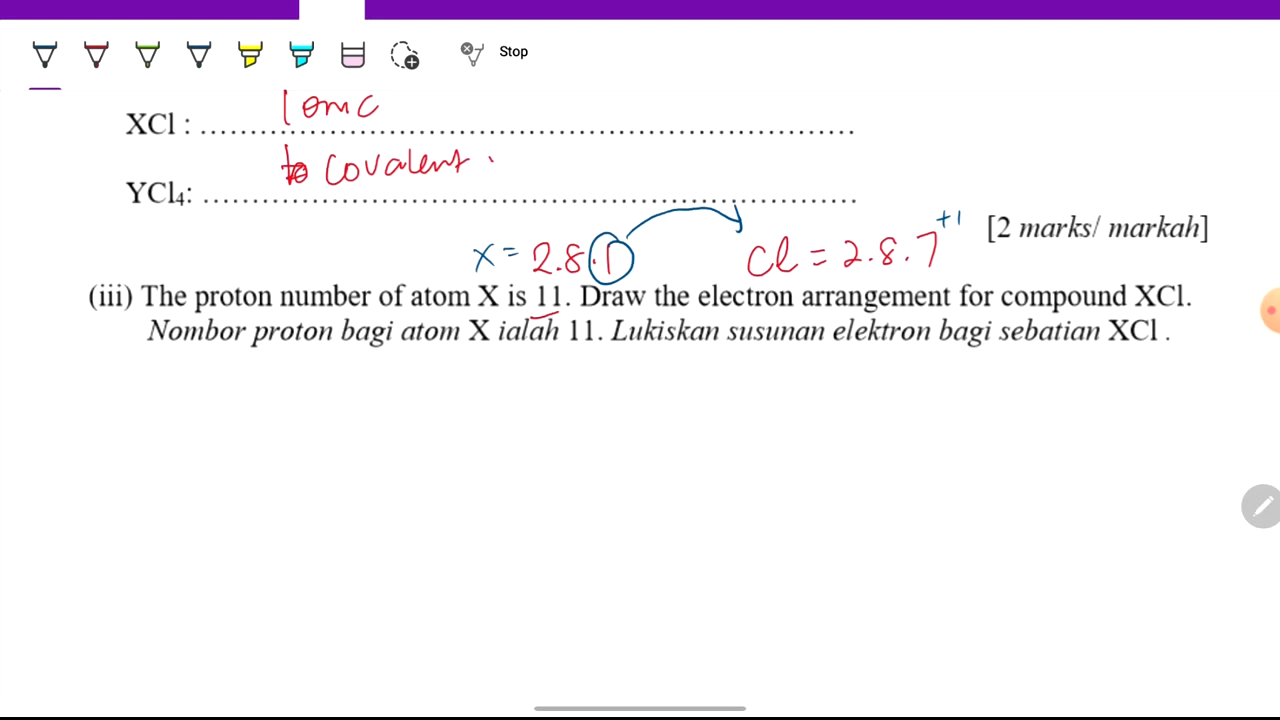 Stop
Ionic
XCl : ..............................................................................
to covalent .
YCl₄: ..............................................................................
[2 marks/ markah]
x = 2.8.1 Cl = 2.8.7 +1
(iii) The proton number of atom X is 11. Draw the electron arrangement for compound XCl.
Nombor proton bagi atom X ialah 11. Lukiskan susunan elektron bagi sebatian XCl .